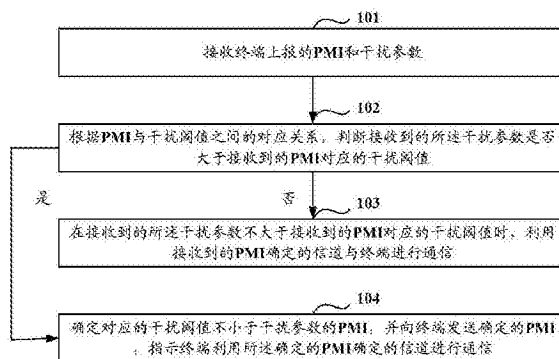 101
接收终端上报的PMI和干扰参数
102
根据PMI与干扰阈值之间的对应关系，判断接收到的所述干扰参数是否
大于接收到的PMI对应的干扰阈值
是
否
103
在接收到的所述干扰参数不大于接收到的PMI对应的干扰阈值时，利用
接收到的PMI确定的信道与终端进行通信
104
确定对应的干扰阈值不小于干扰参数的PMI，并向终端发送确定的PMI
，指示终端利用所述确定的PMI确定的信道进行通信